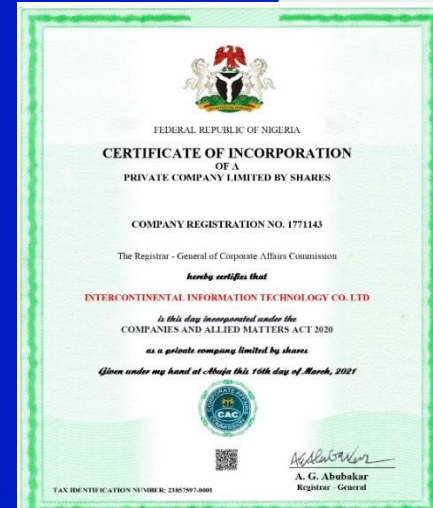 FEDERAL REPUBLIC OF NIGERIA
CERTIFICATE OF INCORPORATION
OF A
PRIVATE COMPANY LIMITED BY SHARES
COMPANY REGISTRATION NO. 1771143
The Registrar - General of Corporate Affairs Commission
hereby certifies that
INTERCONTINENTAL INFORMATION TECHNOLOGY CO. LTD
is this day incorporated under the
COMPANIES AND ALLIED MATTERS ACT 2020
as a private company limited by shares
Given under my hand at Abuja this 16th day of March, 2021
CORPORATE AFFAIRS
CAC
COMMISSION
A. G. Abubakar
Registrar - General
TAX IDENTIFICATION NUMBER: 23857597-0001